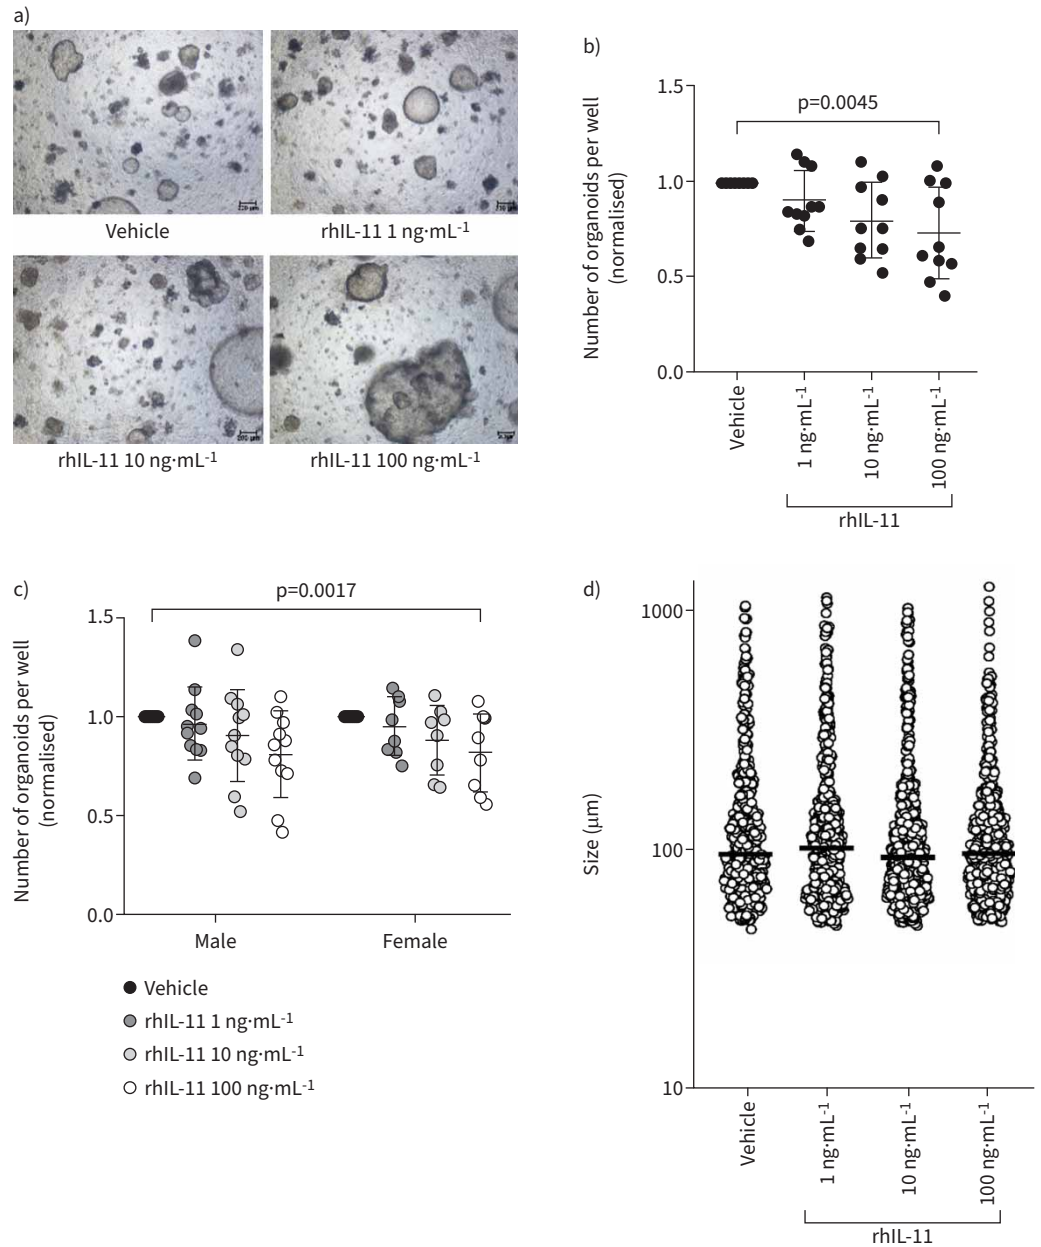 a)
Vehicle
rhIL-11 1 ng·mL-1
rhIL-11 10 ng·mL-1
rhIL-11 100 ng·mL-1
b)
Number of organoids per well
(normalised)
1.5
1.0
0.5
0.0
p=0.0045
Vehicle
1 ng·mL-1
10 ng·mL-1
100 ng·mL-1
rhIL-11
c)
Number of organoids per well
(normalised)
1.5
1.0
0.5
0.0
p=0.0017
Male
Female
Vehicle
rhIL-11 1 ng·mL-1
rhIL-11 10 ng·mL-1
rhIL-11 100 ng·mL-1
d)
Size (μm)
1000
100
10
Vehicle
1 ng·mL-1
10 ng·mL-1
100 ng·mL-1
rhIL-11